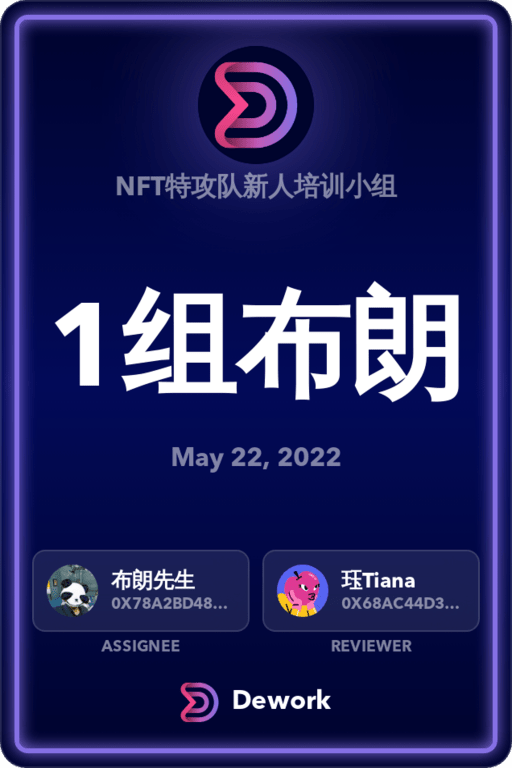 NFT特攻队新人培训小组
1组布朗
May 22, 2022
布朗先生
0X78A2BD48...
ASSIGNEE
珏Tiana
0X68AC44D3...
REVIEWER
Dework